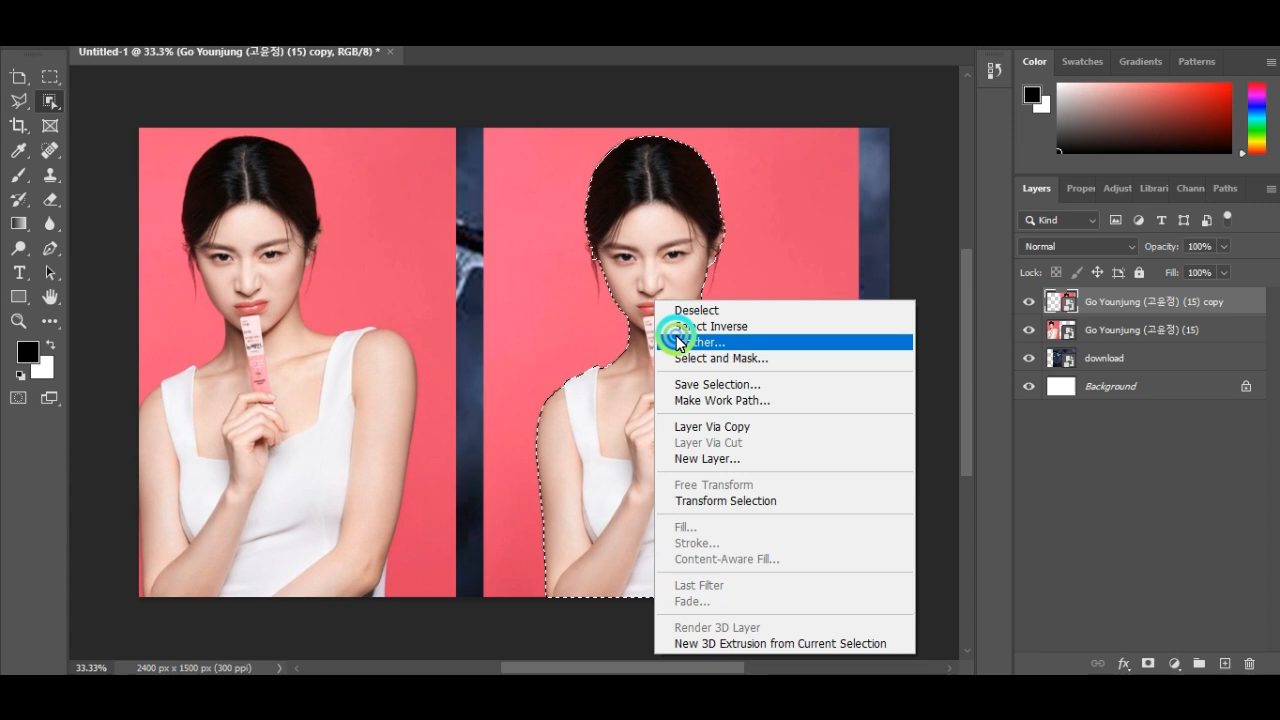 Untitled-1 @ 33.3% (Go Younjung (고윤정) (15) copy, RGB/8) *
Color Swatches Gradients Patterns
Layers Proper Adjust Librari Chann Paths
Kind
Normal Opacity: 100%
Lock: Fill: 100%
Go Younjung (고윤정) (15) copy
Go Younjung (고윤정) (15)
download
Background
Deselect
Select Inverse
Select and Mask...
Save Selection...
Make Work Path...
Layer Via Copy
Layer Via Cut
New Layer...
Free Transform
Transform Selection
Fill...
Stroke...
Content-Aware Fill...
Last Filter
Fade...
Render 3D Layer
New 3D Extrusion from Current Selection
33.33% 2400 px x 1500 px (300 ppi)